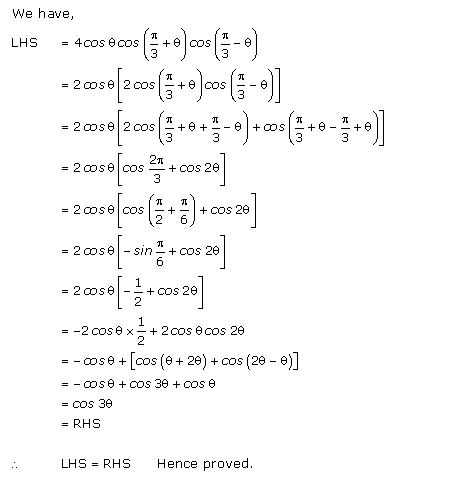 We have,
LHS = 4cos θ cos (π/3 + θ) cos (π/3 − θ)
= 2 cos θ [2 cos (π/3 + θ) cos (π/3 − θ)]
= 2 cos θ [2 cos (π/3 + θ + π/3 − θ) + cos (π/3 + θ − π/3 + θ)]
= 2 cos θ [cos 2π/3 + cos 2θ]
= 2 cos θ [cos (π/2 + π/6) + cos 2θ]
= 2 cos θ [− sin π/6 + cos 2θ]
= 2 cos θ [− 1/2 + cos 2θ]
= −2 cos θ × 1/2 + 2 cos θ cos 2θ
= − cos θ + [cos (θ + 2θ) + cos (2θ − θ)]
= − cos θ + cos 3θ + cos θ
= cos 3θ
= RHS
∴ LHS = RHS Hence proved.